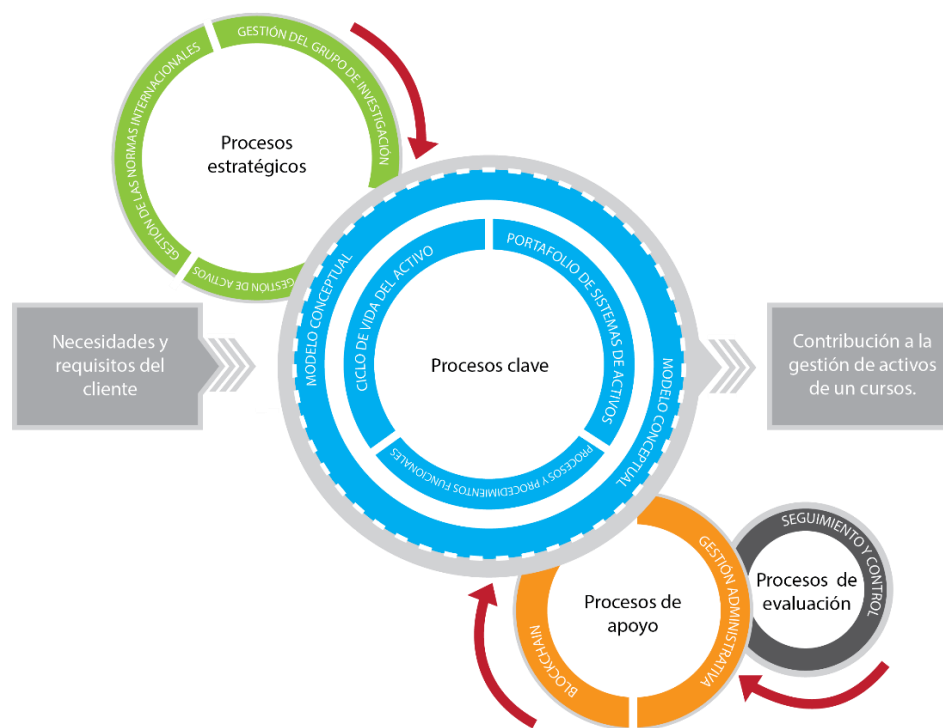 GESTIÓN DE LAS NORMAS INTERNACIONALES
GESTIÓN DEL GRUPO DE INVESTIGACIÓN
GESTIÓN DE ACTIVOS
Procesos
estratégicos
Necesidades y
requisitos del
cliente
MODELO CONCEPTUAL
CICLO DE VIDA DEL ACTIVO
PORTAFOLIO DE SISTEMAS DE ACTIVOS
Procesos clave
PROCESOS Y PROCEDIMIENTOS FUNCIONALES
MODELO CONCEPTUAL
Contribución a la
gestión de activos
de un cursos.
BLOCKCHAIN
Procesos de
apoyo
GESTIÓN ADMINISTRATIVA
SEGUIMIENTO Y CONTROL
Procesos de
evaluación